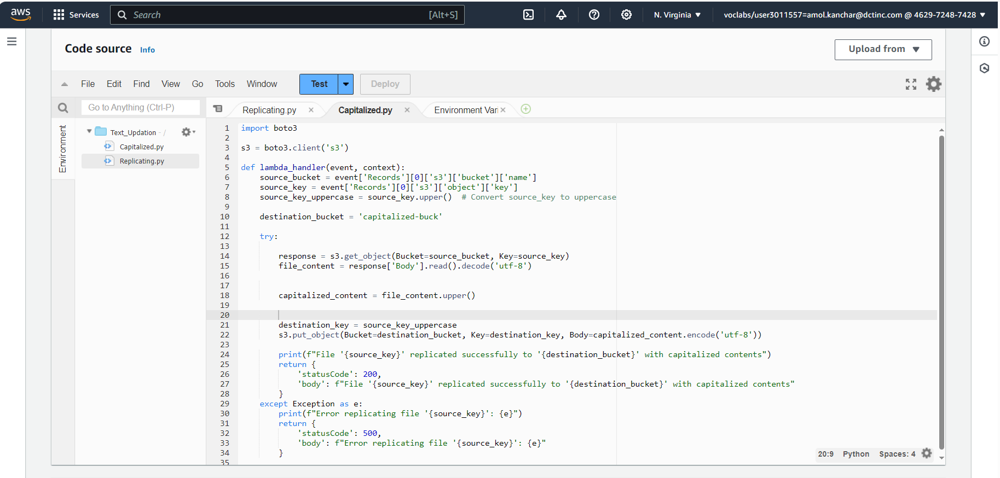 aws Services Search [Alt+S] N. Virginia ▼ voclabs/user3011557=amol.kanchar@dctinc.com @ 4629-7248-7428 ▼
Code source Info Upload from ▼
File Edit Find View Go Tools Window Test Deploy
Go to Anything (Ctrl-P) Replicating.py × Capitalized.py × Environment Vari ×
Environment
Text_Updation - /
Capitalized.py
Replicating.py
1 import boto3
2
3 s3 = boto3.client('s3')
4
5 def lambda_handler(event, context):
6     source_bucket = event['Records'][0]['s3']['bucket']['name']
7     source_key = event['Records'][0]['s3']['object']['key']
8     source_key_uppercase = source_key.upper()  # Convert source_key to uppercase
9
10     destination_bucket = 'capitalized-buck'
11
12     try:
13
14         response = s3.get_object(Bucket=source_bucket, Key=source_key)
15         file_content = response['Body'].read().decode('utf-8')
16
17
18         capitalized_content = file_content.upper()
19
20
21         destination_key = source_key_uppercase
22         s3.put_object(Bucket=destination_bucket, Key=destination_key, Body=capitalized_content.encode('utf-8'))
23
24         print(f"File '{source_key}' replicated successfully to '{destination_bucket}' with capitalized contents")
25         return {
26             'statusCode': 200,
27             'body': f"File '{source_key}' replicated successfully to '{destination_bucket}' with capitalized contents"
28         }
29     except Exception as e:
30         print(f"Error replicating file '{source_key}': {e}")
31         return {
32             'statusCode': 500,
33             'body': f"Error replicating file '{source_key}': {e}"
34         }
35
20:9 Python Spaces: 4